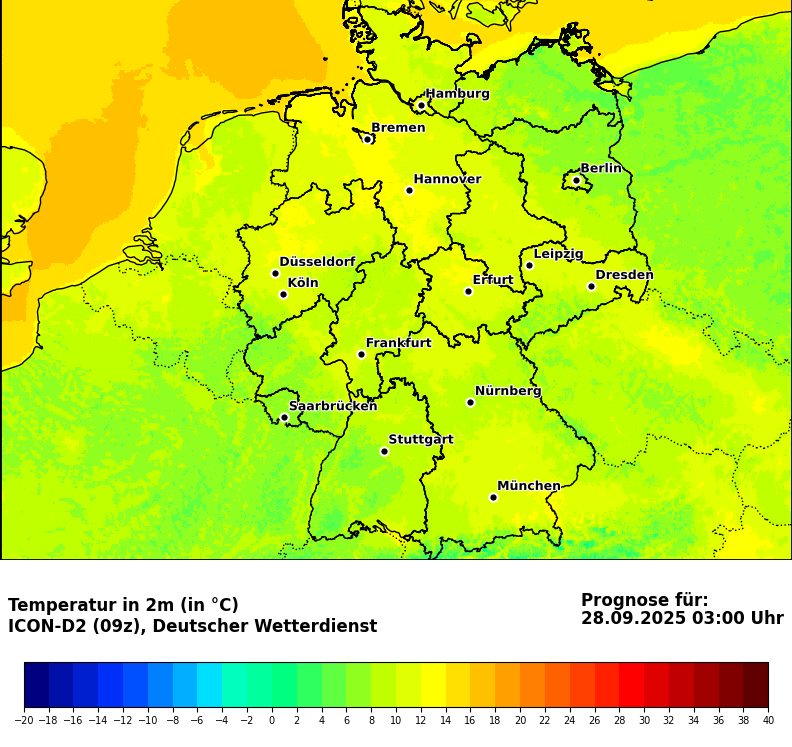 Hamburg
Bremen
Berlin
Hannover
Leipzig
Düsseldorf
Dresden
Köln
Erfurt
Frankfurt
Nürnberg
Saarbrücken
Stuttgart
München
Temperatur in 2m (in °C)
ICON-D2 (09z), Deutscher Wetterdienst
Prognose für:
28.09.2025 03:00 Uhr
−20 −18 −16 −14 −12 −10 −8 −6 −4 −2 0 2 4 6 8 10 12 14 16 18 20 22 24 26 28 30 32 34 36 38 40